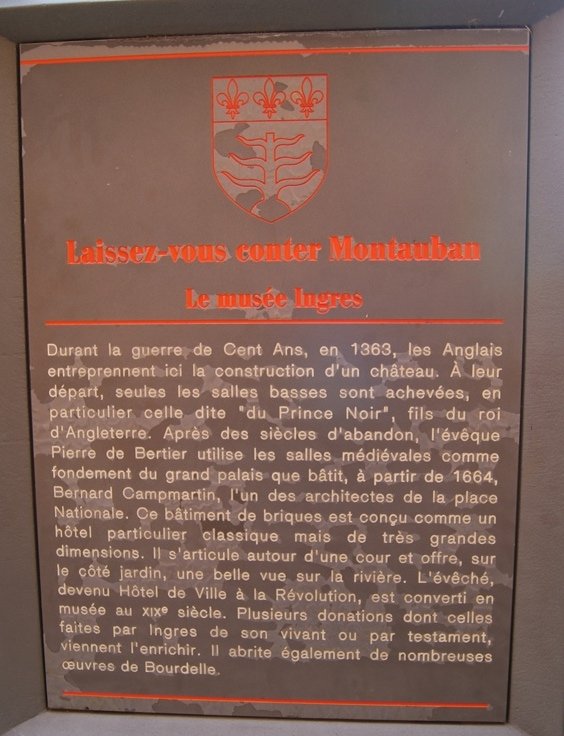 Laissez-vous conter Montauban
Le musée Ingres
Durant la guerre de Cent Ans, en 1363, les Anglais
entreprennent ici la construction d'un château. À leur
départ, seules les salles basses sont achevées, en
particulier celle dite "du Prince Noir", fils du roi
d'Angleterre. Après des siècles d'abandon, l'évêque
Pierre de Bertier utilise les salles médiévales comme
fondement du grand palais que bâtit, à partir de 1664,
Bernard Campmartin, l'un des architectes de la place
Nationale. Ce bâtiment de briques est conçu comme un
hôtel particulier classique mais de très grandes
dimensions. Il s'articule autour d'une cour et offre, sur
le côté jardin, une belle vue sur la rivière. L'évêché,
devenu Hôtel de Ville à la Révolution, est converti en
musée au XIXe siècle. Plusieurs donations dont celles
faites par Ingres de son vivant ou par testament,
viennent l'enrichir. Il abrite également de nombreuses
œuvres de Bourdelle.